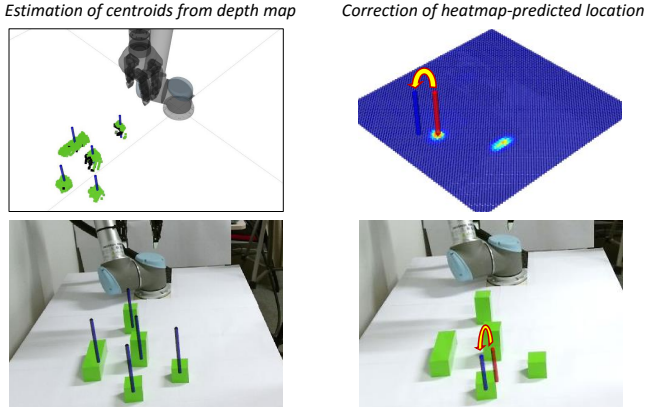 Estimation of centroids from depth map
Correction of heatmap-predicted location